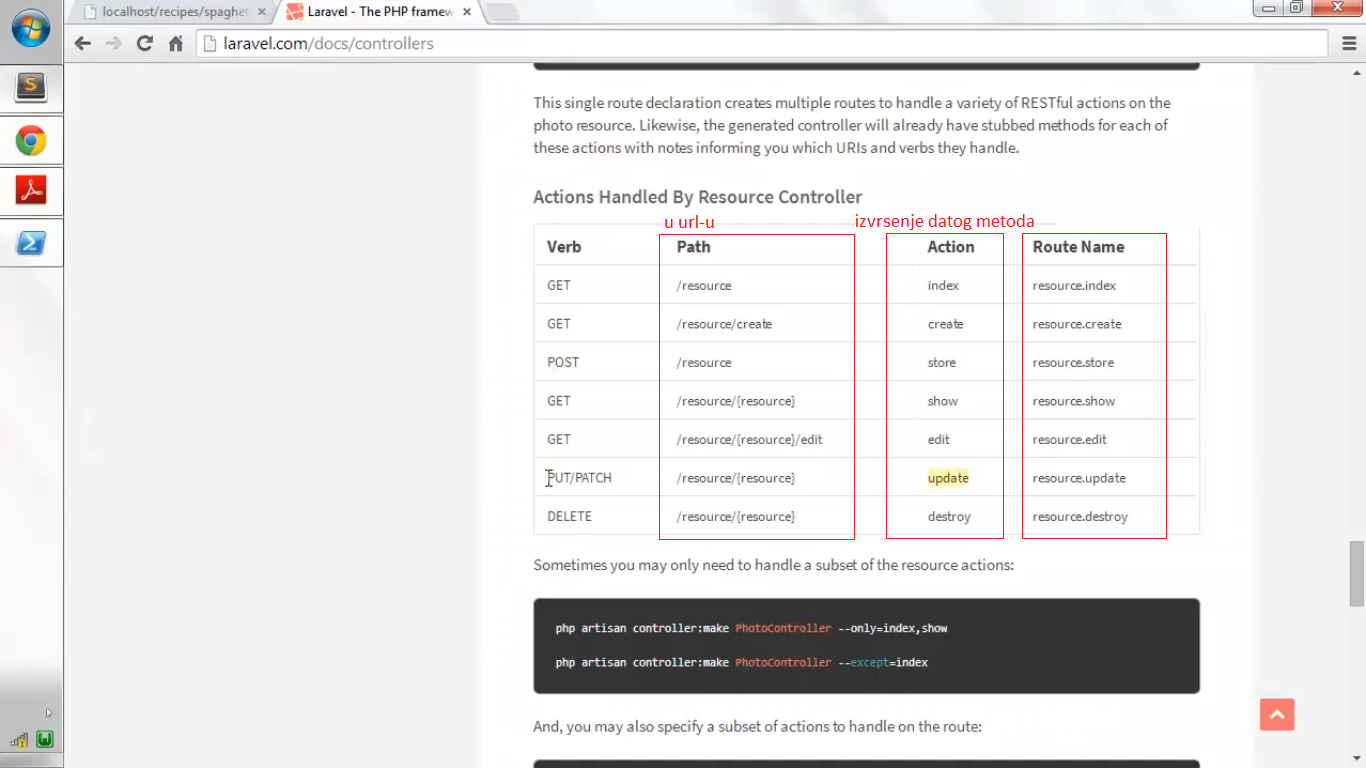 localhost/recipes/spaghet
Laravel - The PHP framew
laravel.com/docs/controllers
This single route declaration creates multiple routes to handle a variety of RESTful actions on the
photo resource. Likewise, the generated controller will already have stubbed methods for each of
these actions with notes informing you which URIs and verbs they handle.
Actions Handled By Resource Controller
u url-u izvrsenje datog metoda
Verb Path Action Route Name
GET /resource index resource.index
GET /resource/create create resource.create
POST /resource store resource.store
GET /resource/{resource} show resource.show
GET /resource/{resource}/edit edit resource.edit
PUT/PATCH /resource/{resource} update resource.update
DELETE /resource/{resource} destroy resource.destroy
Sometimes you may only need to handle a subset of the resource actions:
php artisan controller:make PhotoController --only=index,show
php artisan controller:make PhotoController --except=index
And, you may also specify a subset of actions to handle on the route: